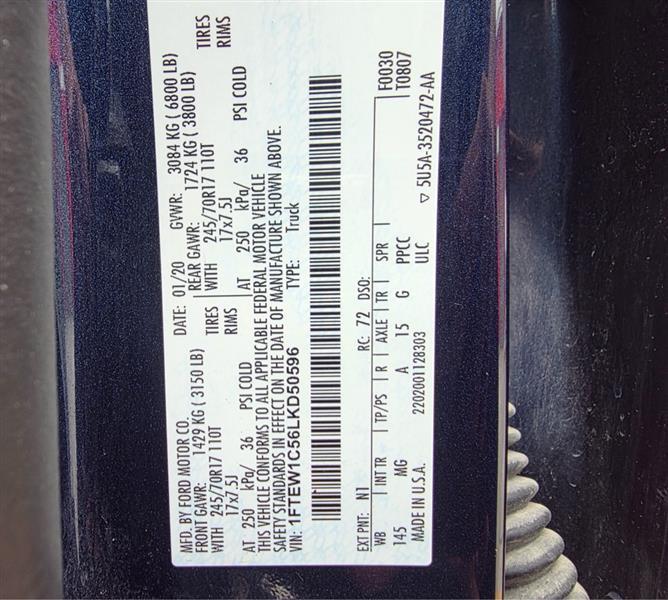 MFD. BY FORD MOTOR CO. DATE: 01/20 GVWR: 3084 KG ( 6800 LB)
FRONT GAWR: 1429 KG ( 3150 LB) REAR GAWR: 1724 KG ( 3800 LB)
WITH 245/70R17 110T TIRES WITH 245/70R17 110T TIRES
17x7.5J RIMS 17x7.5J RIMS
AT 250 kPa/ 36 PSI COLD AT 250 kPa/ 36 PSI COLD
THIS VEHICLE CONFORMS TO ALL APPLICABLE FEDERAL MOTOR VEHICLE
SAFETY STANDARDS IN EFFECT ON THE DATE OF MANUFACTURE SHOWN ABOVE.
VIN: 1FTEW1C56LKD50596 TYPE: Truck
EXT PNT: N1 RC: 72 DSO: F0030
WB INT TR TP/PS R AXLE TR SPR T0807
145 MG A 15 G PPCC
MADE IN U.S.A. 2202001128303 ULC ▽ 5U5A-3520472-AA